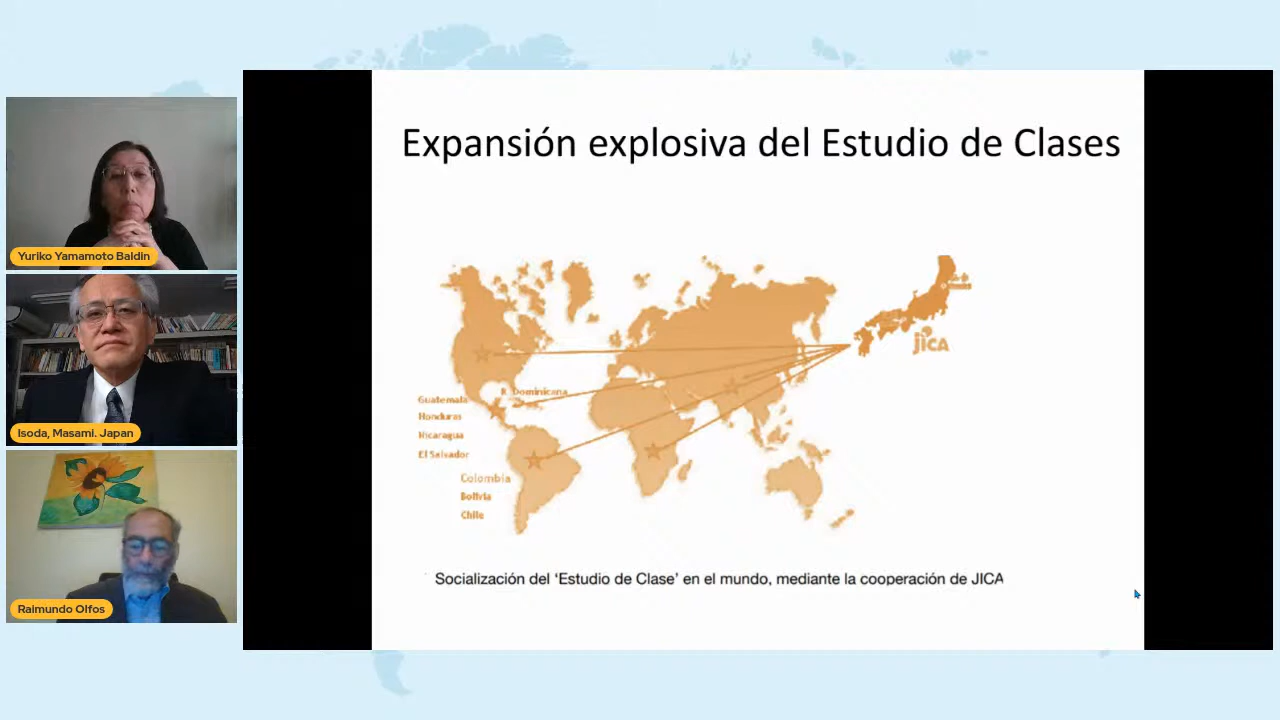 Expansión explosiva del Estudio de Clases
R. Dominicana
Guatemala
Honduras
Nicaragua
El Salvador
Colombia
Bolivia
Chile
jICA
Socialización del ‘Estudio de Clase’ en el mundo, mediante la cooperación de JICA
Yuriko Yamamoto Baldin
Isoda, Masami. Japan
Raimundo Olfos